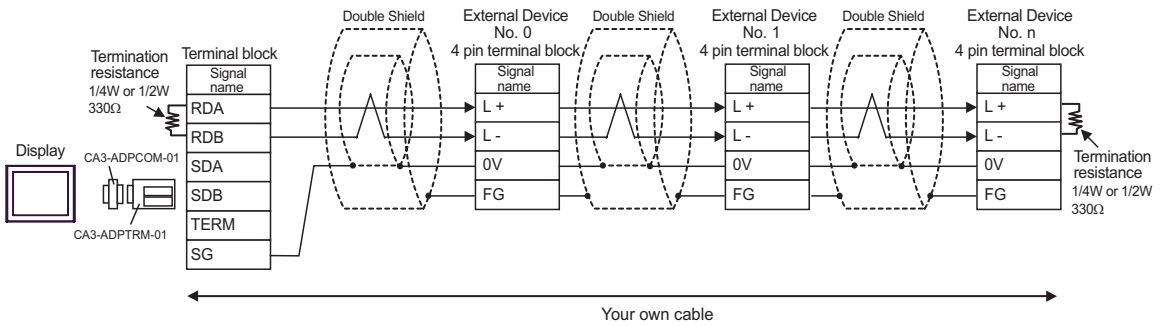 Double Shield
External Device
No. 0
4 pin terminal block
Double Shield
External Device
No. 1
4 pin terminal block
Double Shield
External Device
No. n
4 pin terminal block
Termination
resistance
1/4W or 1/2W
330Ω
Terminal block
Signal
name
RDA
RDB
SDA
SDB
TERM
SG
Signal
name
L +
L -
0V
FG
Signal
name
L +
L -
0V
FG
Signal
name
L +
L -
0V
FG
Termination
resistance
1/4W or 1/2W
330Ω
Display
CA3-ADPCOM-01
CA3-ADPTRM-01
Your own cable